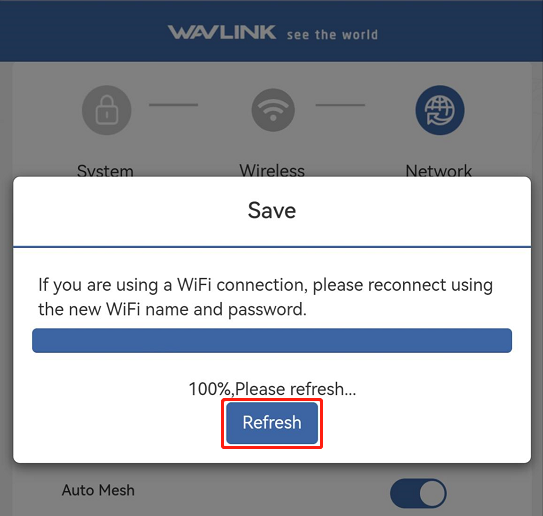 WAVLINK see the world
System Wireless Network
Save
If you are using a WiFi connection, please reconnect using
the new WiFi name and password.
100%,Please refresh...
Refresh
Auto Mesh